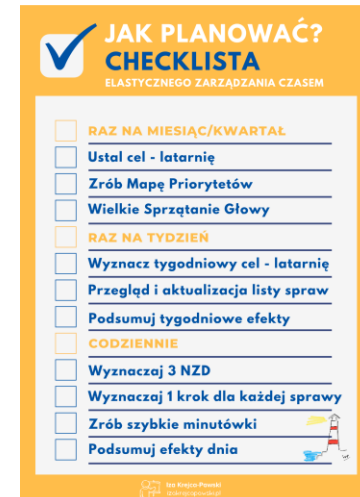 JAK PLANOWAĆ?
CHECKLISTA
ELASTYCZNEGO ZARZĄDZANIA CZASEM
RAZ NA MIESIĄC/KWARTAŁ
Ustal cel - latarnię
Zrób Mapę Priorytetów
Wielkie Sprzątanie Głowy
RAZ NA TYDZIEŃ
Wyznacz tygodniowy cel - latarnię
Przegląd i aktualizacja listy spraw
Podsumuj tygodniowe efekty
CODZIENNIE
Wyznaczaj 3 NZD
Wyznaczaj 1 krok dla każdej sprawy
Zrób szybkie minutówki
Podsumuj efekty dnia
Iza Krejca-Pawski